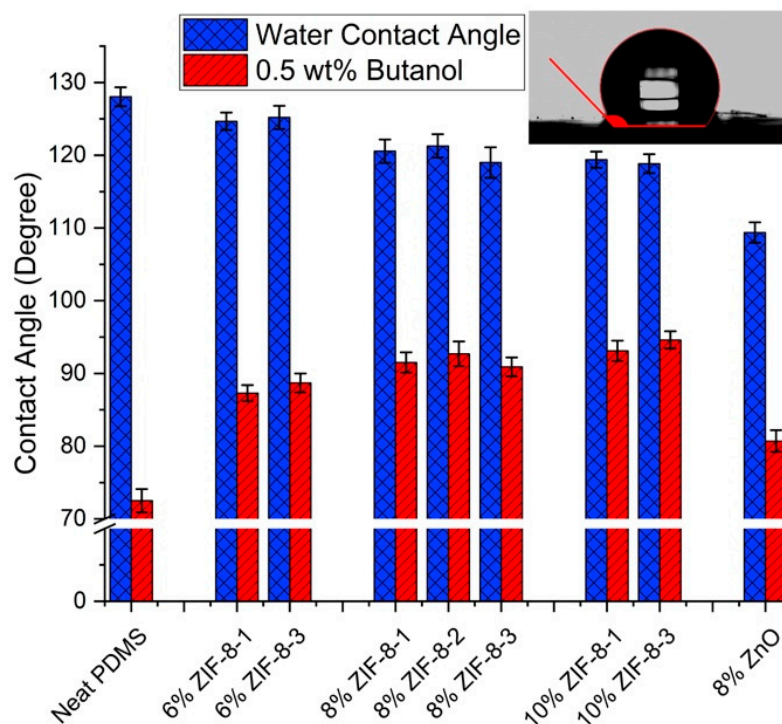 Water Contact Angle
0.5 wt% Butanol
Contact Angle (Degree)
130
120
110
100
90
80
70
0
Neat PDMS
6% ZIF-8-1
6% ZIF-8-3
8% ZIF-8-1
8% ZIF-8-2
8% ZIF-8-3
10% ZIF-8-1
10% ZIF-8-3
8% ZnO